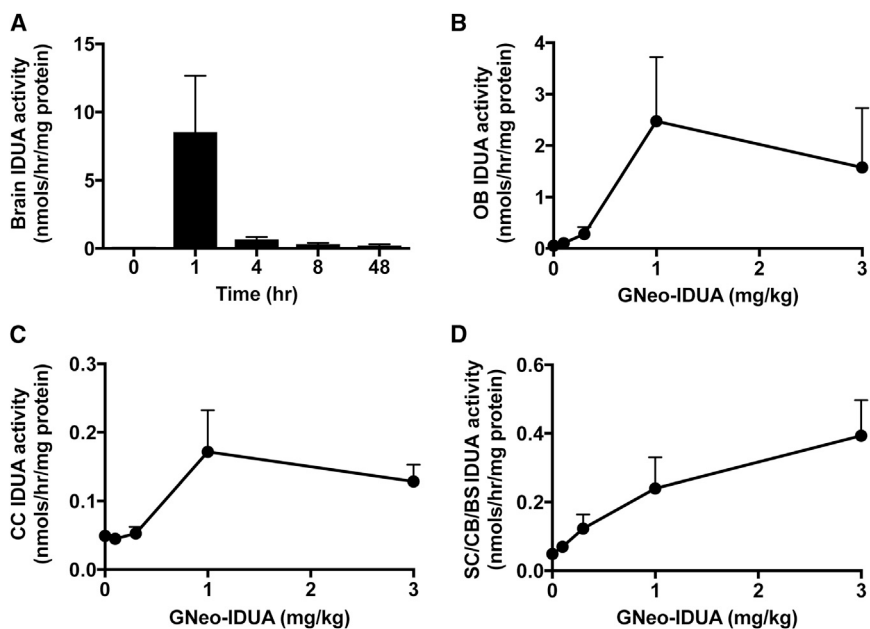 A
Brain IDUA activity
(nmols/hr/mg protein)
15
10
5
0
0 1 4 8 48
Time (hr)
B
OB IDUA activity
(nmols/hr/mg protein)
4
3
2
1
0
0 1 2 3
GNeo-IDUA (mg/kg)
C
CC IDUA activity
(nmols/hr/mg protein)
0.3
0.2
0.1
0.0
0 1 2 3
GNeo-IDUA (mg/kg)
D
SC/CB/BS IDUA activity
(nmols/hr/mg protein)
0.6
0.4
0.2
0.0
0 1 2 3
GNeo-IDUA (mg/kg)